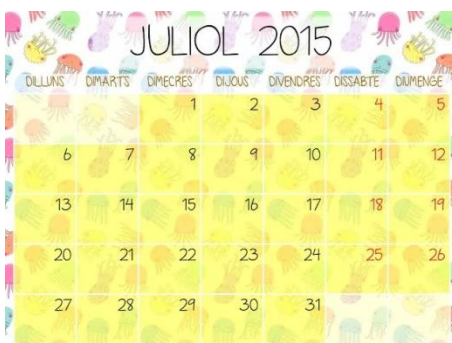 JULIOL 2015
DILLUNS DIMARTS DIMECRES DIJOUS DIVENDRES DISSABTE DIUMENGE
1 2 3 4 5
6 7 8 9 10 11 12
13 14 15 16 17 18 19
20 21 22 23 24 25 26
27 28 29 30 31